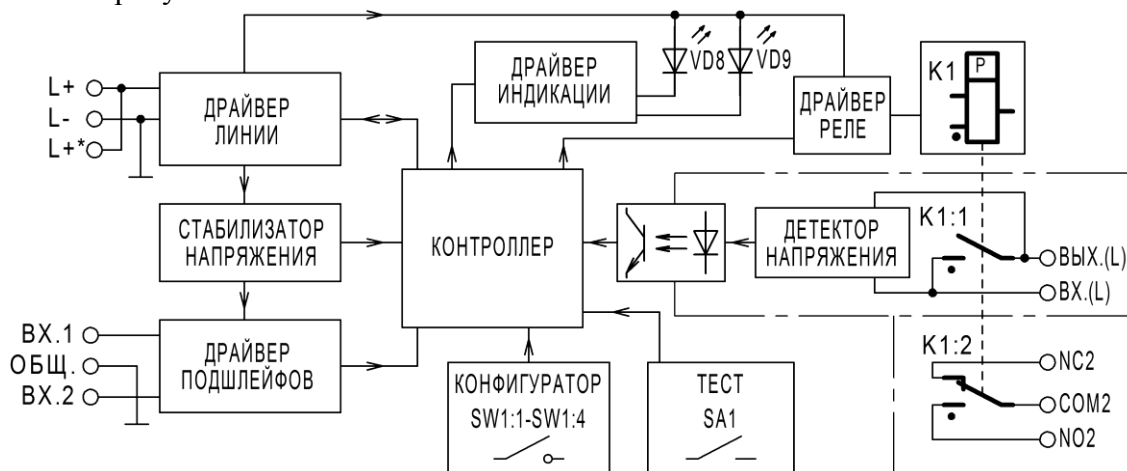 L+
L-
L+*
ДРАЙВЕР
ЛИНИИ
ДРАЙВЕР
ИНДИКАЦИИ
VD8
VD9
ДРАЙВЕР
РЕЛЕ
K1
P
СТАБИЛИЗАТОР
НАПРЯЖЕНИЯ
КОНТРОЛЛЕР
ДЕТЕКТОР
НАПРЯЖЕНИЯ
K1:1
ВЫХ.(L)
ВХ.(L)
ВХ.1
ОБЩ.
ВХ.2
ДРАЙВЕР
ПОДШЛЕЙФОВ
КОНФИГУРАТОР
SW1:1-SW1:4
ТЕСТ
SA1
K1:2
NC2
COM2
NO2